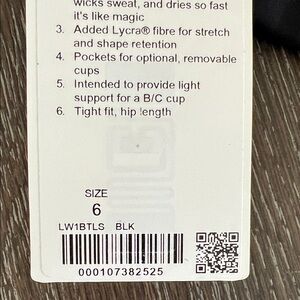 wicks sweat, and dries so fast
it's like magic
3. Added Lycra® fibre for stretch
and shape retention
4. Pockets for optional, removable
cups
5. Intended to provide light
support for a B/C cup
6. Tight fit, hip length
SIZE
6
LW1BTLS BLK
000107382525